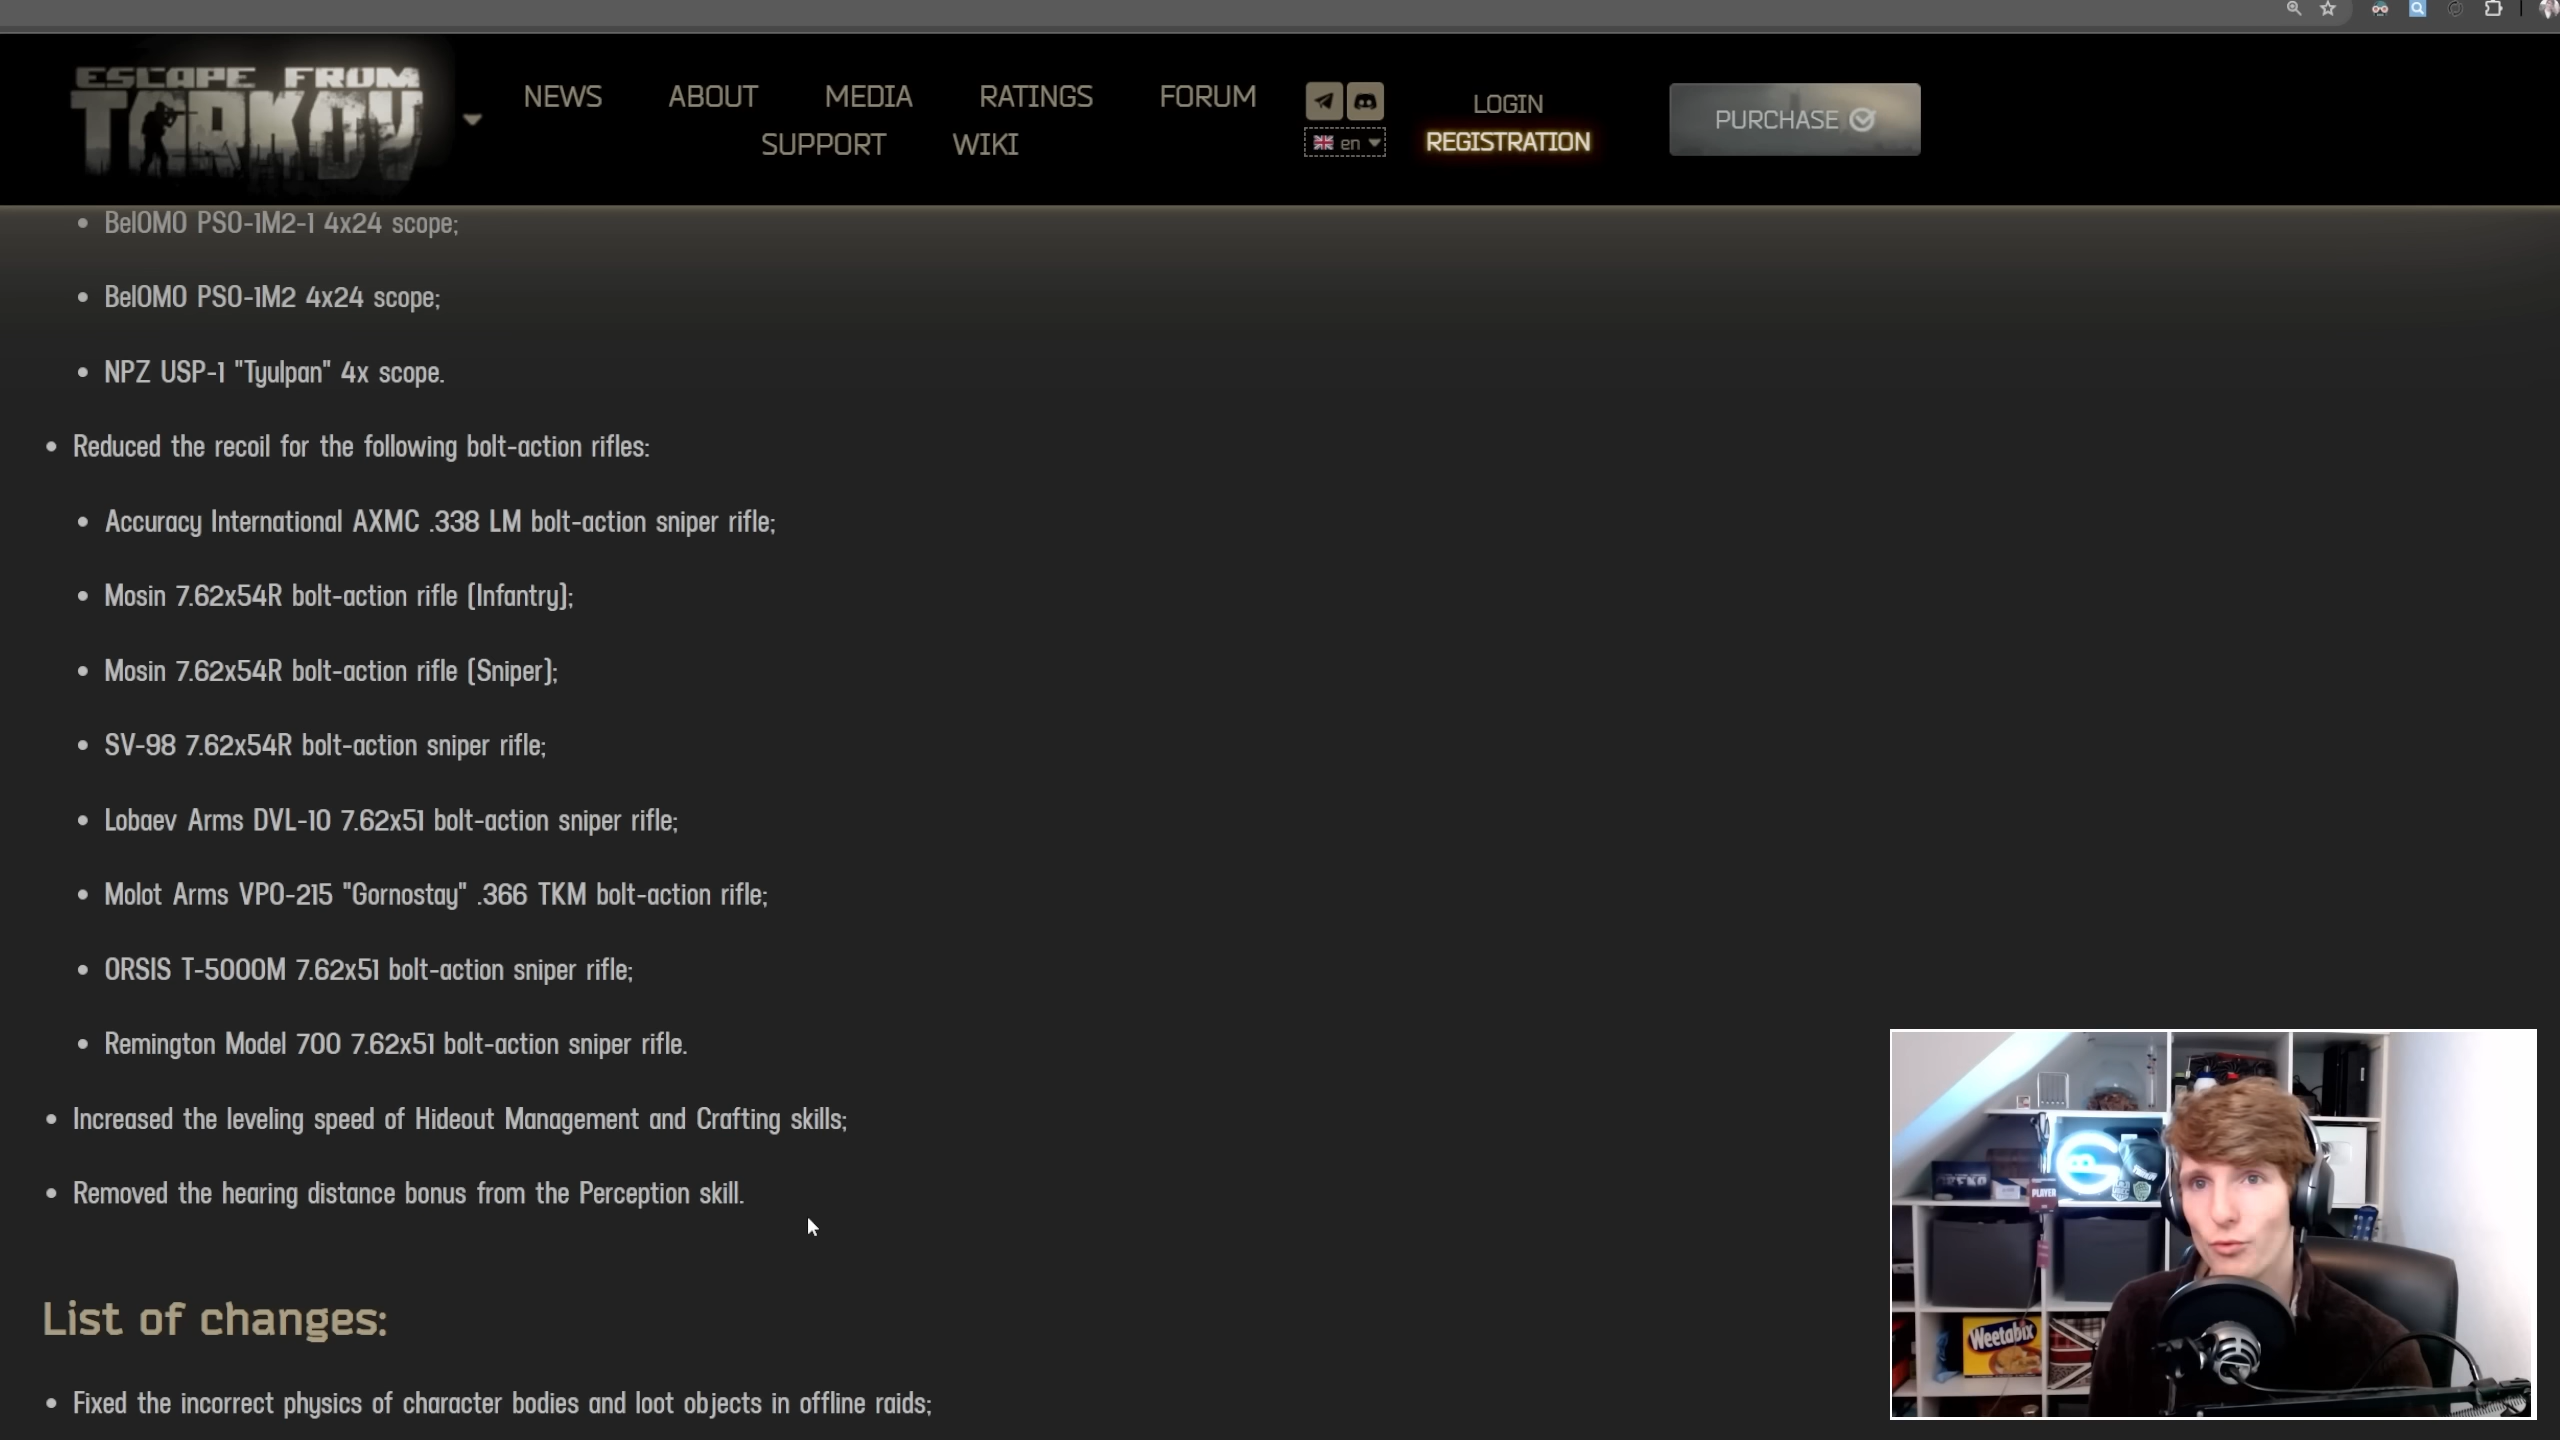 ESCAPE FROM
TARKOV
NEWS ABOUT MEDIA RATINGS FORUM
SUPPORT WIKI
en
LOGIN
REGISTRATION
PURCHASE
BelOMO PSO-1M2-1 4x24 scope;
BelOMO PSO-1M2 4x24 scope;
NPZ USP-1 "Tyulpan" 4x scope.
Reduced the recoil for the following bolt-action rifles:
Accuracy International AXMC .338 LM bolt-action sniper rifle;
Mosin 7.62x54R bolt-action rifle (Infantry);
Mosin 7.62x54R bolt-action rifle (Sniper);
SV-98 7.62x54R bolt-action sniper rifle;
Lobaev Arms DVL-10 7.62x51 bolt-action sniper rifle;
Molot Arms VPO-215 "Gornostay" .366 TKM bolt-action rifle;
ORSIS T-5000M 7.62x51 bolt-action sniper rifle;
Remington Model 700 7.62x51 bolt-action sniper rifle.
Increased the leveling speed of Hideout Management and Crafting skills;
Removed the hearing distance bonus from the Perception skill.
List of changes:
Fixed the incorrect physics of character bodies and loot objects in offline raids;
PLAYER
Weetabix